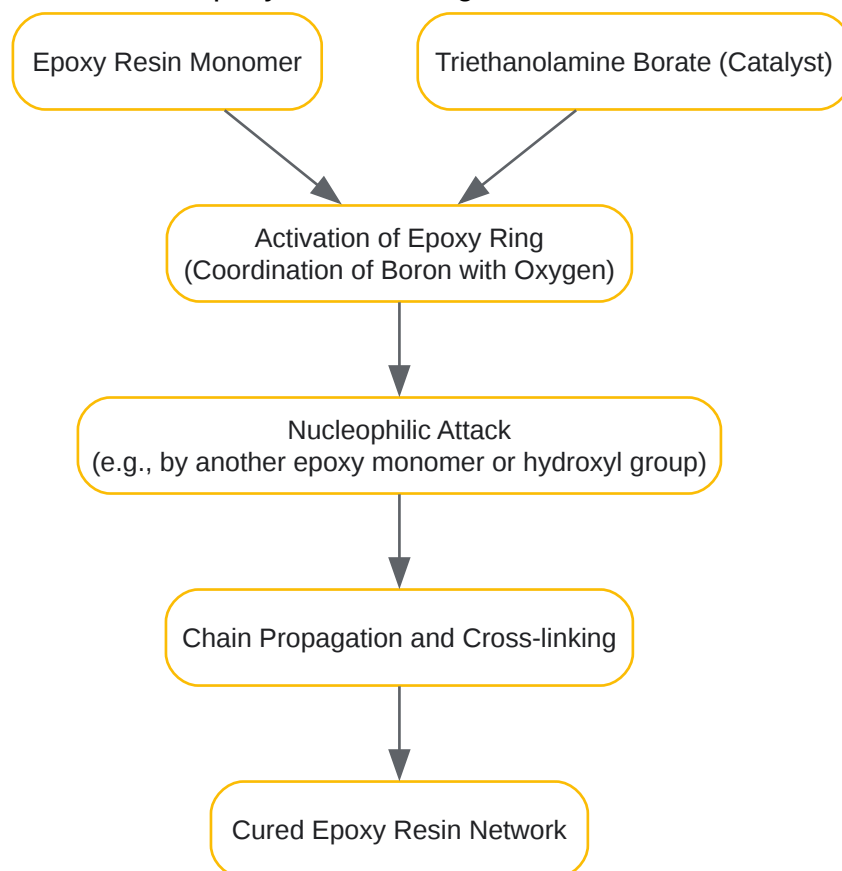 Epoxy Resin Monomer
Triethanolamine Borate (Catalyst)
Activation of Epoxy Ring
(Coordination of Boron with Oxygen)
Nucleophilic Attack
(e.g., by another epoxy monomer or hydroxyl group)
Chain Propagation and Cross-linking
Cured Epoxy Resin Network